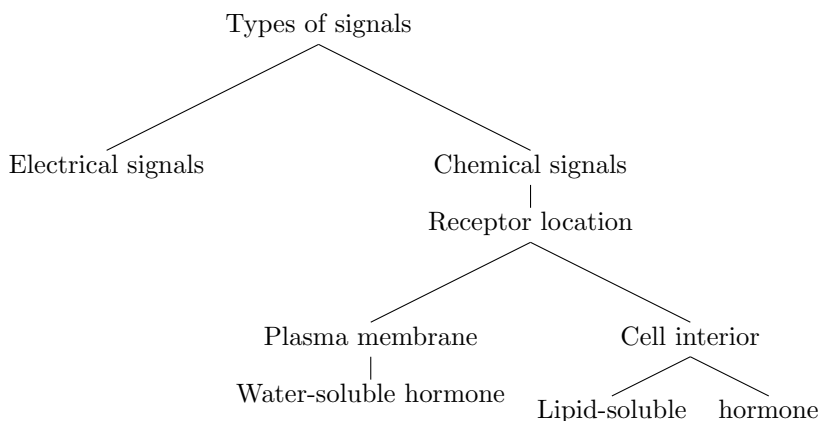 Types of signals
Electrical signals
Chemical signals
Receptor location
Plasma membrane
Cell interior
Water-soluble hormone
Lipid-soluble
hormone